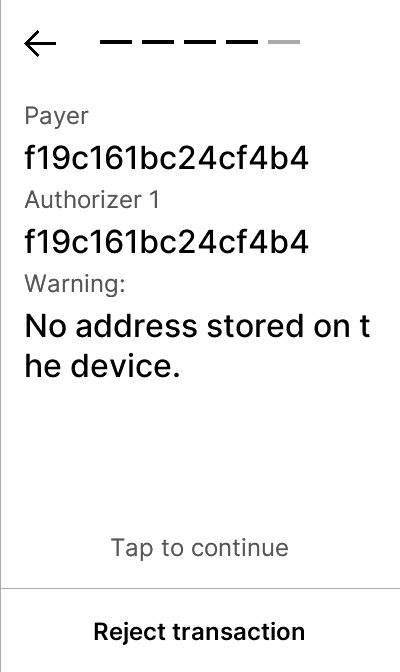 Payer
f19c161bc24cf4b4
Authorizer 1
f19c161bc24cf4b4
Warning:
No address stored on t
he device.
Tap to continue
Reject transaction